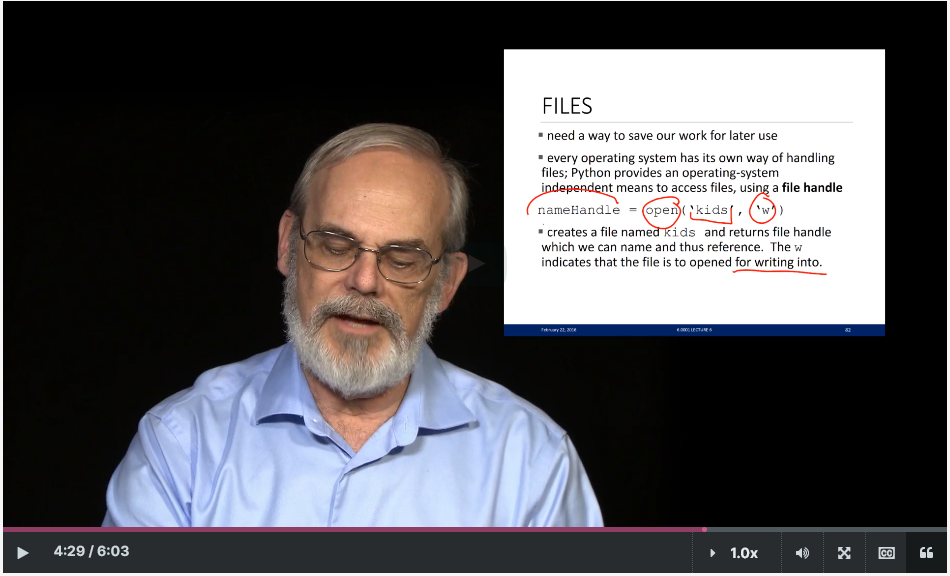 FILES
▪ need a way to save our work for later use
▪ every operating system has its own way of handling
files; Python provides an operating-system
independent means to access files, using a file handle
nameHandle = open('kids', 'w')
▪ creates a file named kids and returns file handle
which we can name and thus reference. The w
indicates that the file is to opened for writing into.
February 22, 2016 6.0001 LECTURE 6 82
4:29 / 6:03 1.0x CC